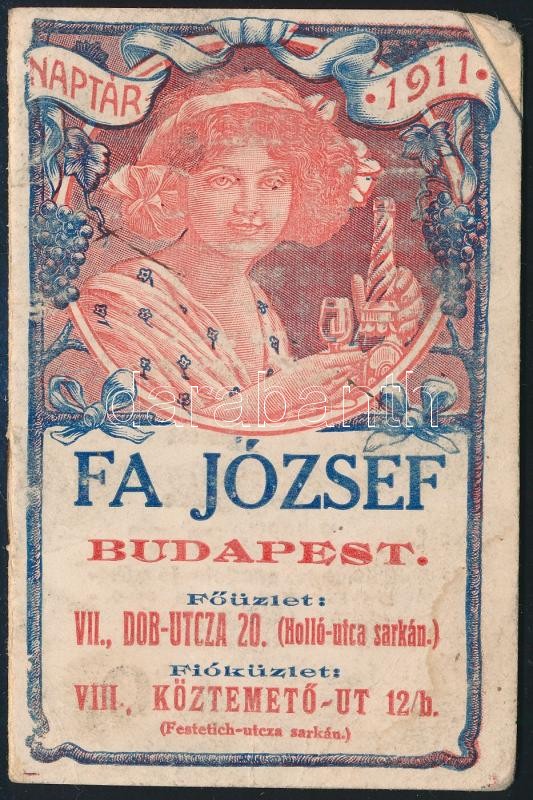 NAPTÁR
· 1911 ·
darabanth
FA JÓZSEF
BUDAPEST.
Főüzlet:
VII., DOB-UTCZA 20. (Holló-utca sarkán.)
Fióküzlet:
VIII., KÖZTEMETŐ-UT 12/b.
(Festetich-utcza sarkán.)